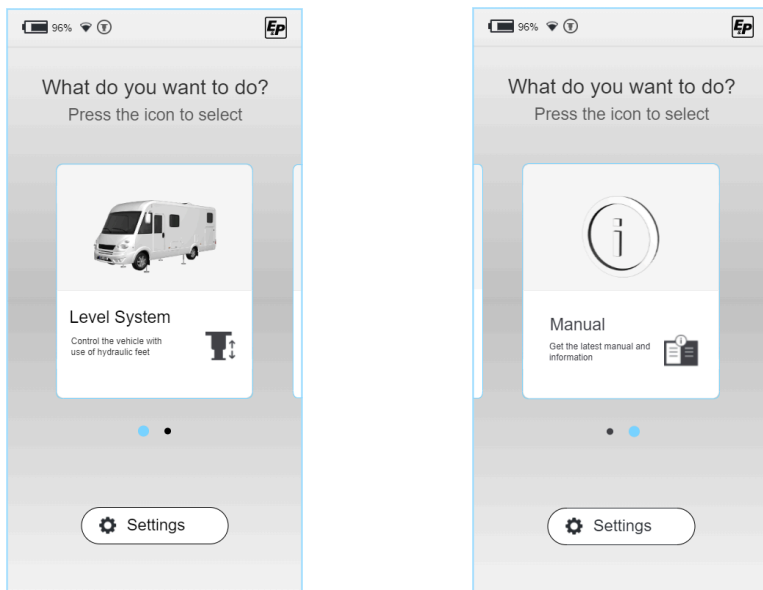 96%
E&P
What do you want to do?
Press the icon to select
Level System
Control the vehicle with
use of hydraulic feet
Settings
96%
E&P
What do you want to do?
Press the icon to select
Manual
Get the latest manual and
information
Settings